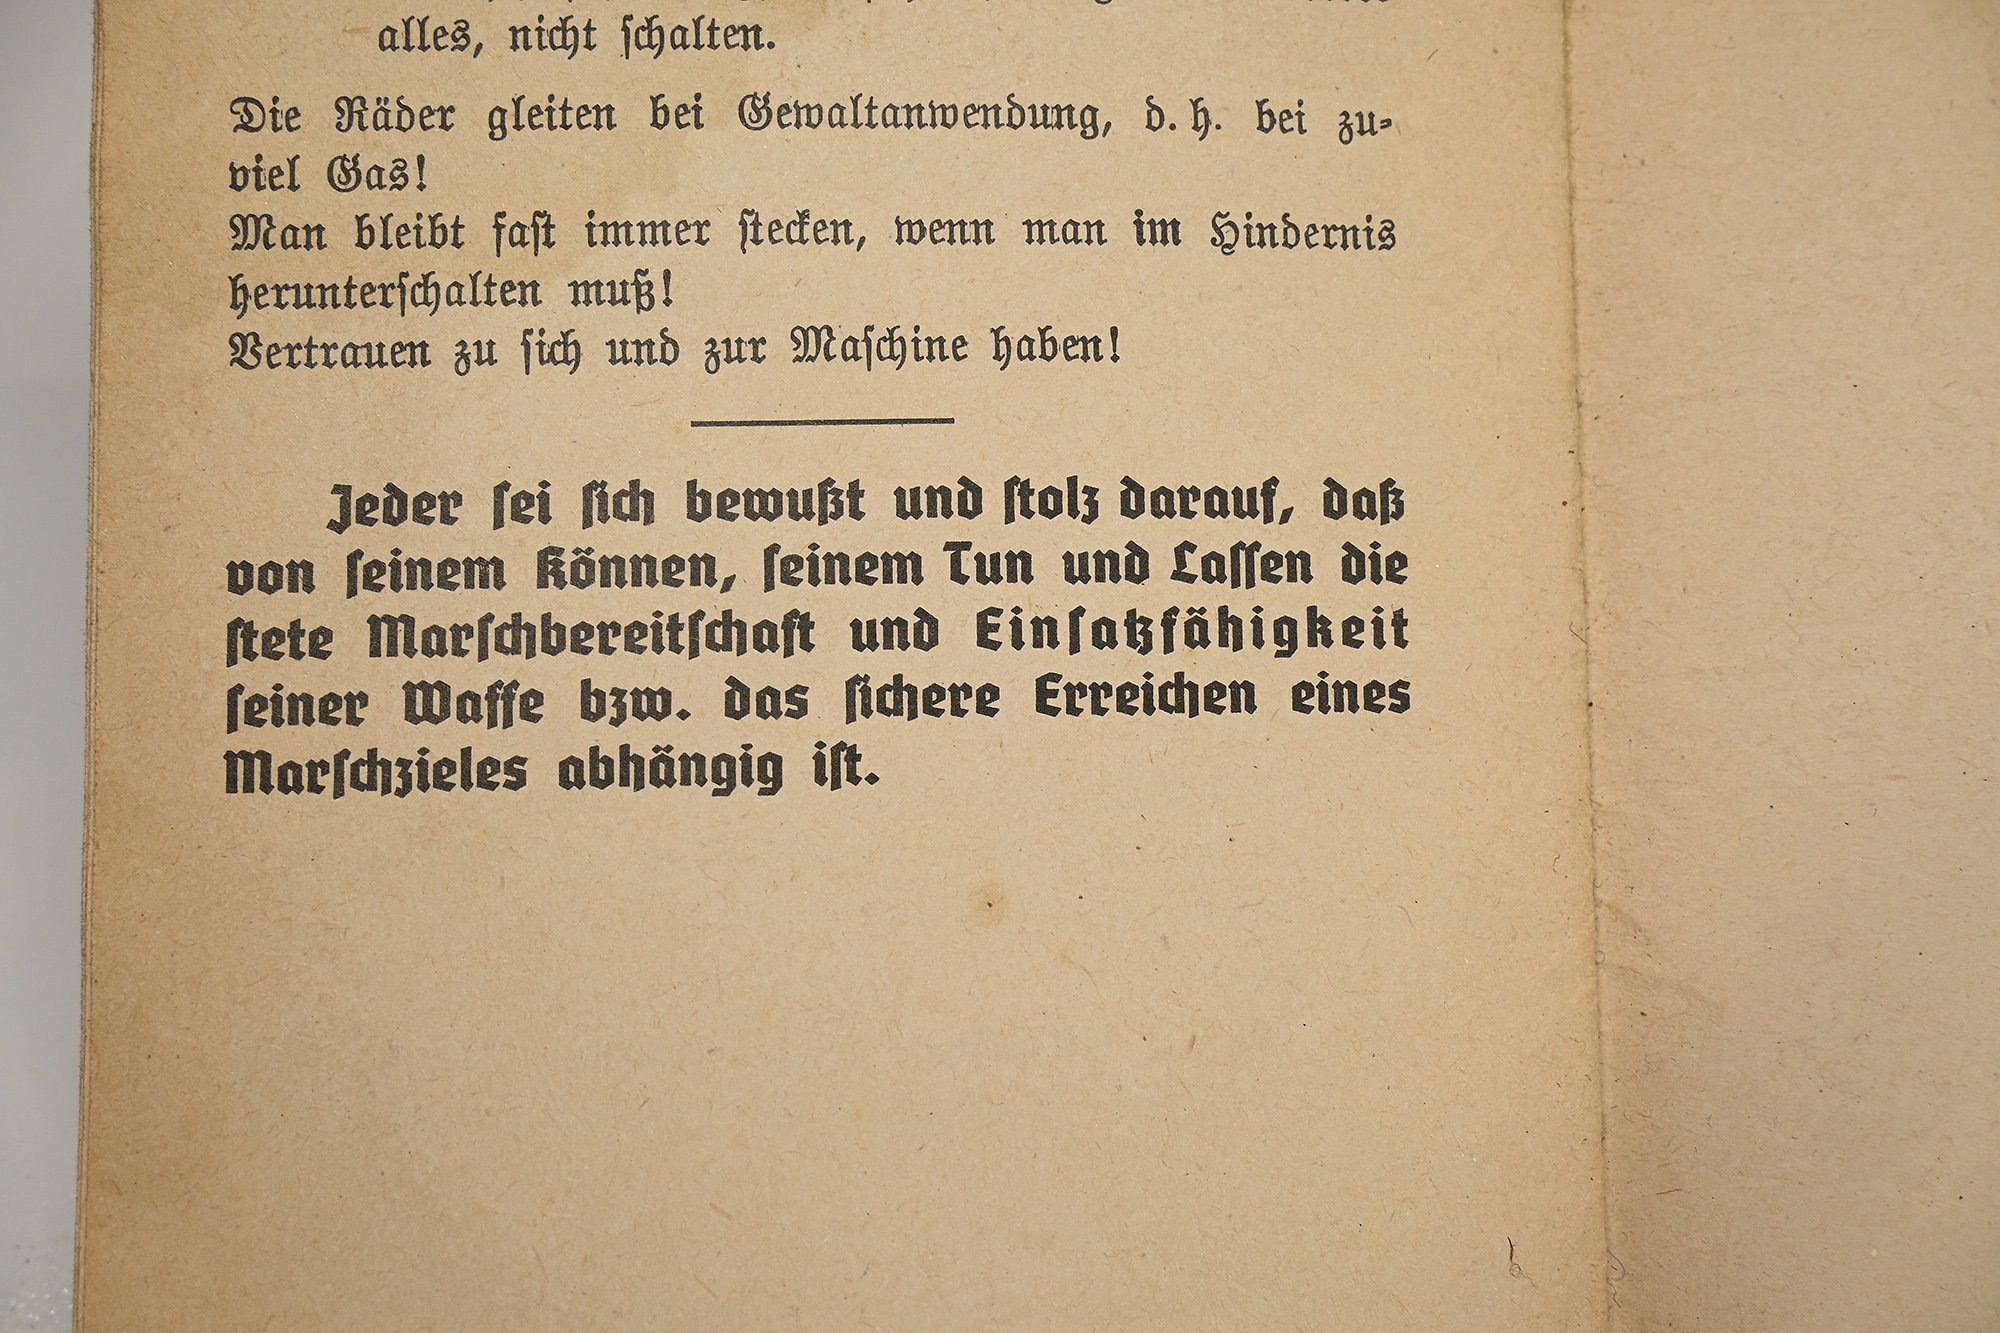 alles, nicht schalten.
Die Räder gleiten bei Gewaltanwendung, d. h. bei zu-
viel Gas!
Man bleibt fast immer stecken, wenn man im Hindernis
herunterschalten muß!
Vertrauen zu sich und zur Maschine haben!
Jeder sei sich bewußt und stolz darauf, daß
von seinem Können, seinem Tun und Lassen die
stete Marschbereitschaft und Einsatzfähigkeit
seiner Waffe bzw. das sichere Erreichen eines
Marschzieles abhängig ist.